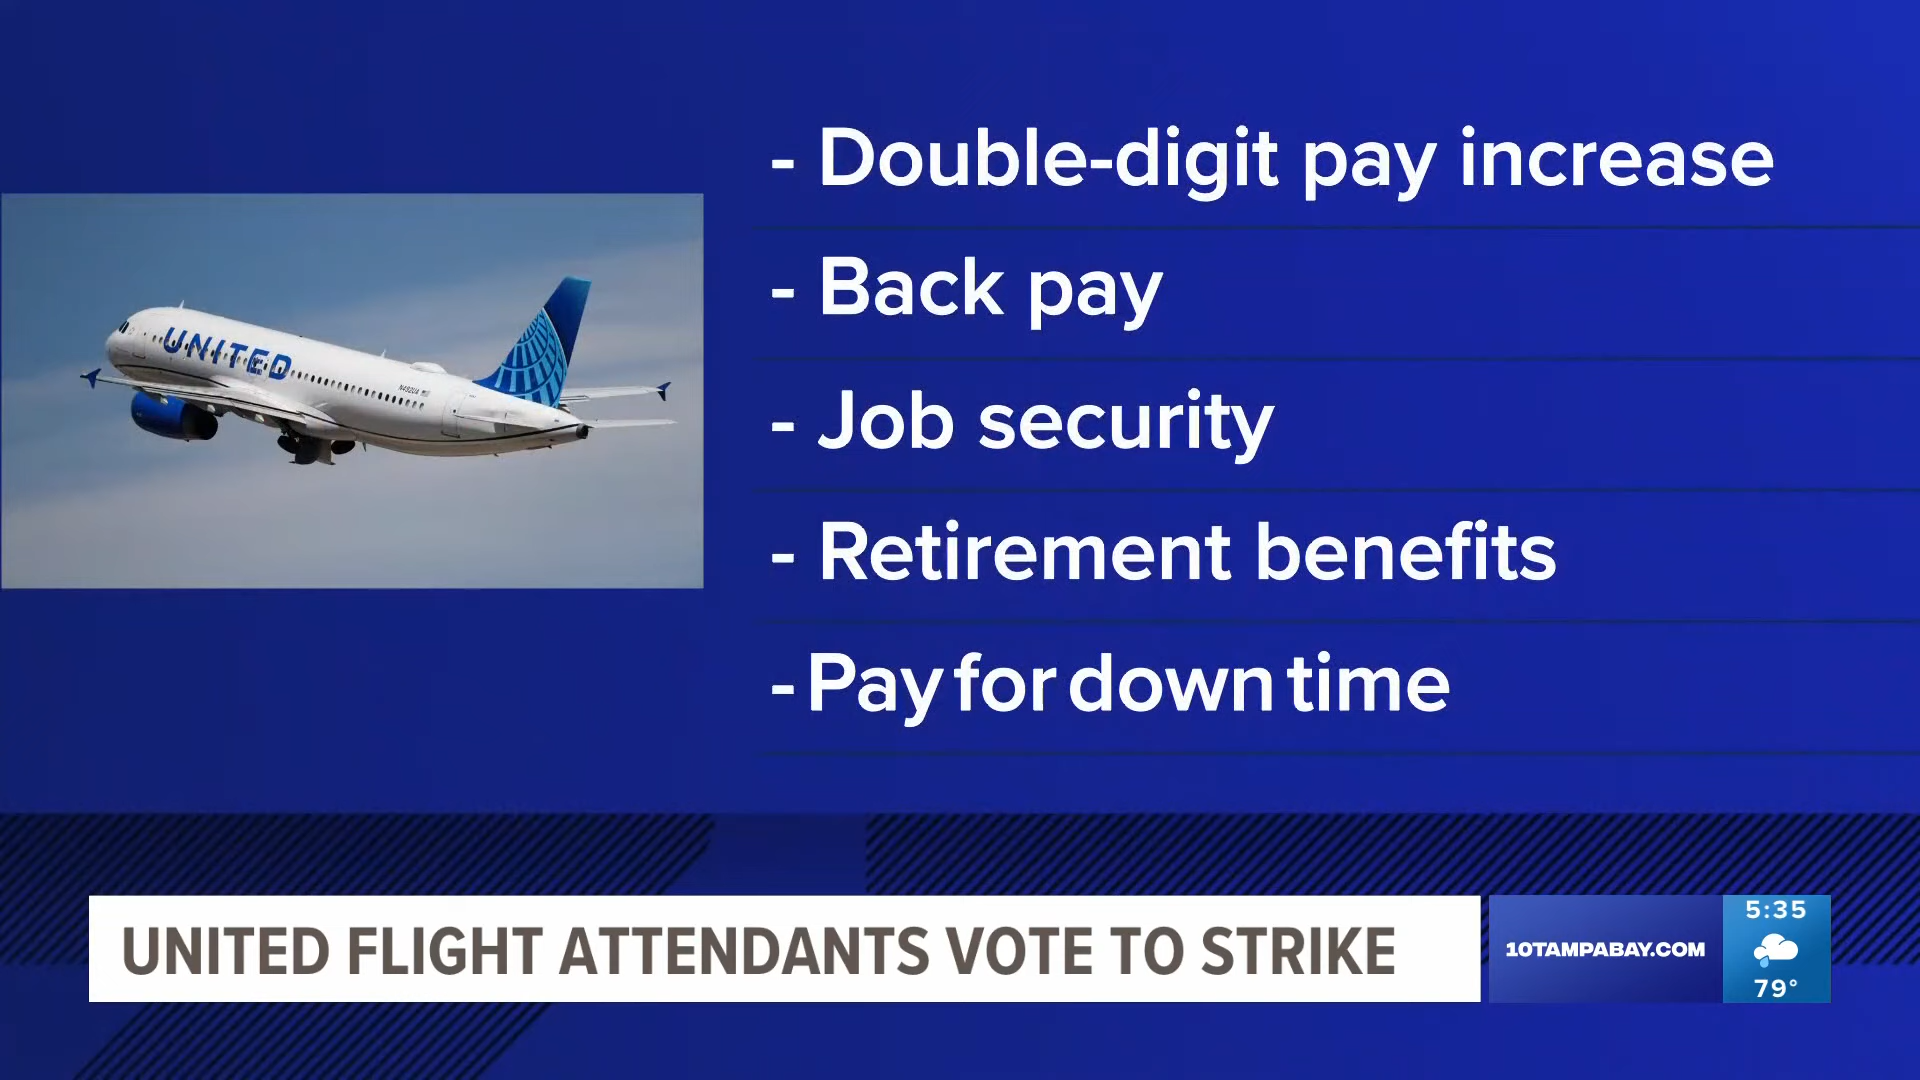 - Double-digit pay increase
- Back pay
- Job security
- Retirement benefits
- Pay for down time
UNITED
N492UA
UNITED FLIGHT ATTENDANTS VOTE TO STRIKE
10TAMPABAY.COM
5:35
79°